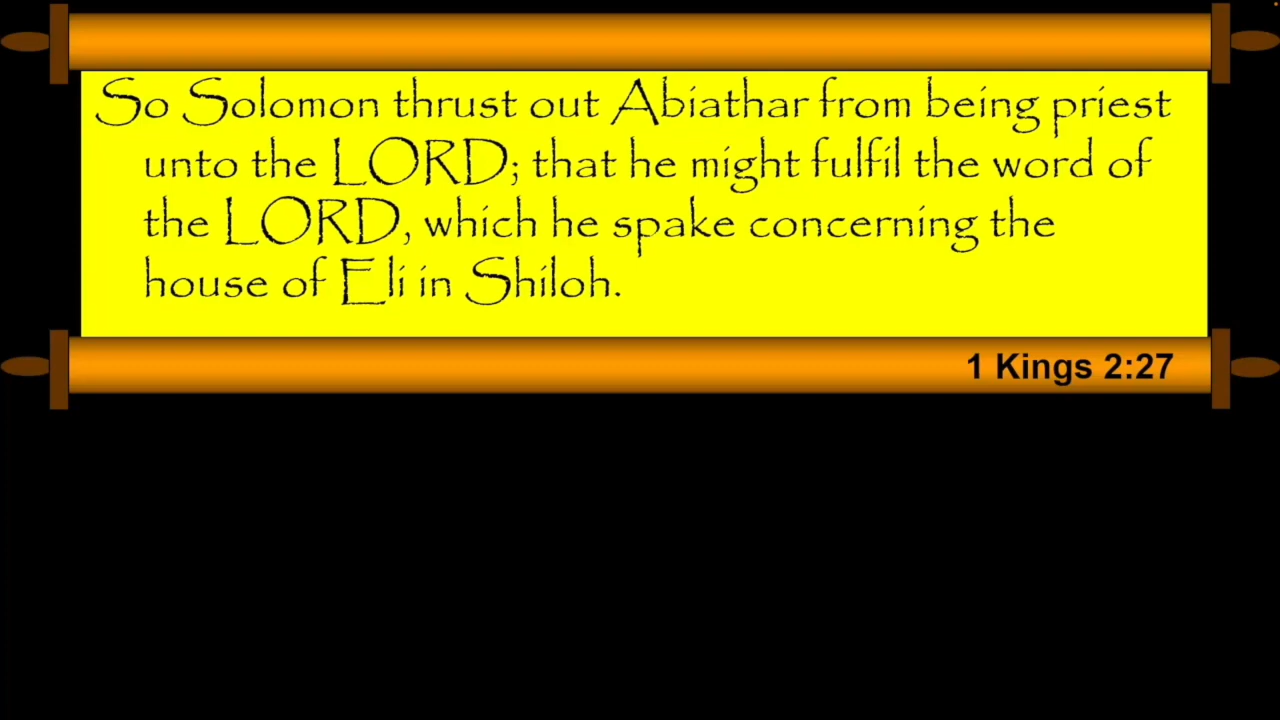 So Solomon thrust out Abiathar from being priest
unto the LORD; that he might fulfil the word of
the LORD, which he spake concerning the
house of Eli in Shiloh.
1 Kings 2:27